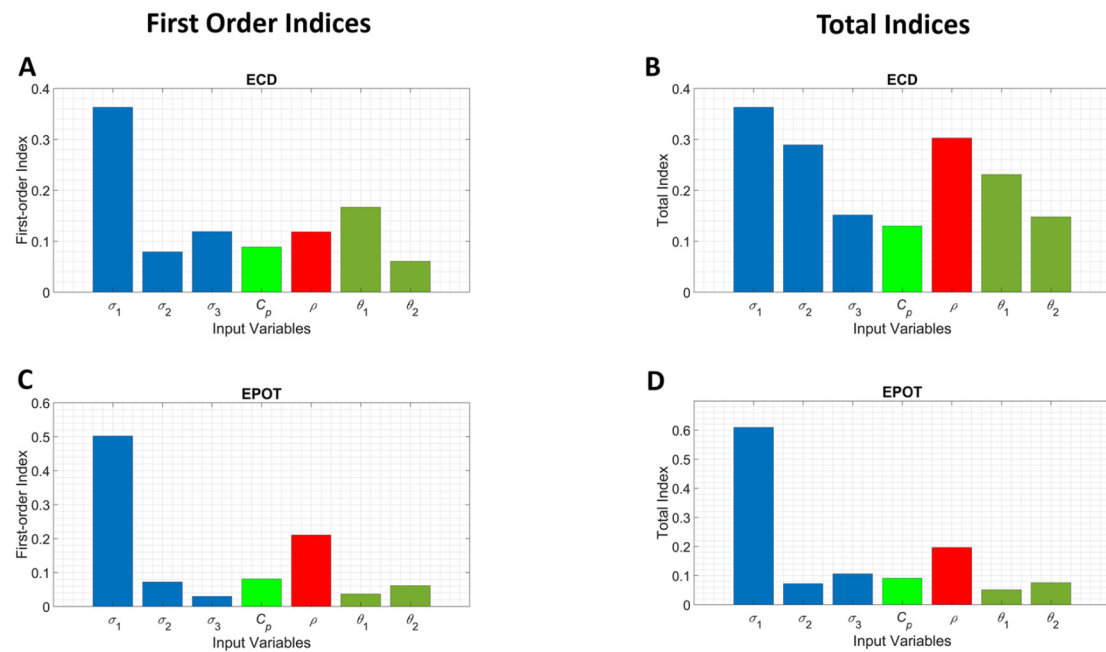 First Order Indices
Total Indices
A
ECD
0.4
0.3
0.2
0.1
0
First-order Index
σ1 σ2 σ3 Cp ρ θ1 θ2
Input Variables
B
ECD
0.4
0.3
0.2
0.1
0
Total Index
σ1 σ2 σ3 Cp ρ θ1 θ2
Input Variables
C
EPOT
0.6
0.5
0.4
0.3
0.2
0.1
0
First-order Index
σ1 σ2 σ3 Cp ρ θ1 θ2
Input Variables
D
EPOT
0.6
0.5
0.4
0.3
0.2
0.1
0
Total Index
σ1 σ2 σ3 Cp ρ θ1 θ2
Input Variables